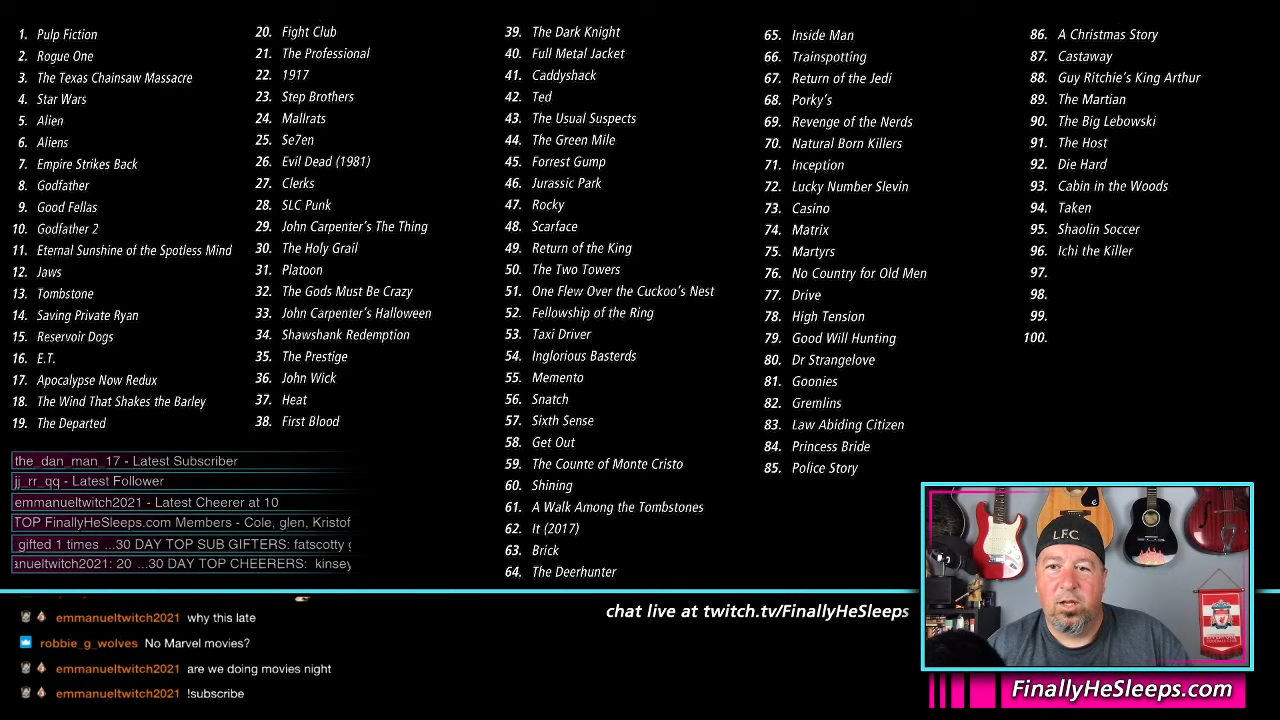 1. Pulp Fiction
2. Rogue One
3. The Texas Chainsaw Massacre
4. Star Wars
5. Alien
6. Aliens
7. Empire Strikes Back
8. Godfather
9. Good Fellas
10. Godfather 2
11. Eternal Sunshine of the Spotless Mind
12. Jaws
13. Tombstone
14. Saving Private Ryan
15. Reservoir Dogs
16. E.T.
17. Apocalypse Now Redux
18. The Wind That Shakes the Barley
19. The Departed
20. Fight Club
21. The Professional
22. 1917
23. Step Brothers
24. Mallrats
25. Se7en
26. Evil Dead (1981)
27. Clerks
28. SLC Punk
29. John Carpenter's The Thing
30. The Holy Grail
31. Platoon
32. The Gods Must Be Crazy
33. John Carpenter's Halloween
34. Shawshank Redemption
35. The Prestige
36. John Wick
37. Heat
38. First Blood
39. The Dark Knight
40. Full Metal Jacket
41. Caddyshack
42. Ted
43. The Usual Suspects
44. The Green Mile
45. Forrest Gump
46. Jurassic Park
47. Rocky
48. Scarface
49. Return of the King
50. The Two Towers
51. One Flew Over the Cuckoo's Nest
52. Fellowship of the Ring
53. Taxi Driver
54. Inglorious Basterds
55. Memento
56. Snatch
57. Sixth Sense
58. Get Out
59. The Counte of Monte Cristo
60. Shining
61. A Walk Among the Tombstones
62. It (2017)
63. Brick
64. The Deerhunter
65. Inside Man
66. Trainspotting
67. Return of the Jedi
68. Porky's
69. Revenge of the Nerds
70. Natural Born Killers
71. Inception
72. Lucky Number Slevin
73. Casino
74. Matrix
75. Martyrs
76. No Country for Old Men
77. Drive
78. High Tension
79. Good Will Hunting
80. Dr Strangelove
81. Goonies
82. Gremlins
83. Law Abiding Citizen
84. Princess Bride
85. Police Story
86. A Christmas Story
87. Castaway
88. Guy Ritchie's King Arthur
89. The Martian
90. The Big Lebowski
91. The Host
92. Die Hard
93. Cabin in the Woods
94. Taken
95. Shaolin Soccer
96. Ichi the Killer
97.
98.
99.
100.
the_dan_man_17 - Latest Subscriber
jj_rr_qq - Latest Follower
emmanueltwitch2021 - Latest Cheerer at 10
TOP FinallyHeSleeps.com Members - Cole, glen, Kristof
gifted 1 times ...30 DAY TOP SUB GIFTERS: fatscotty
anueltwitch2021: 20 ...30 DAY TOP CHEERERS: kinsey
emmanueltwitch2021 why this late
robbie_g_wolves No Marvel movies?
emmanueltwitch2021 are we doing movies night
emmanueltwitch2021 !subscribe
chat live at twitch.tv/FinallyHeSleeps
L.F.C.
FinallyHeSleeps.com